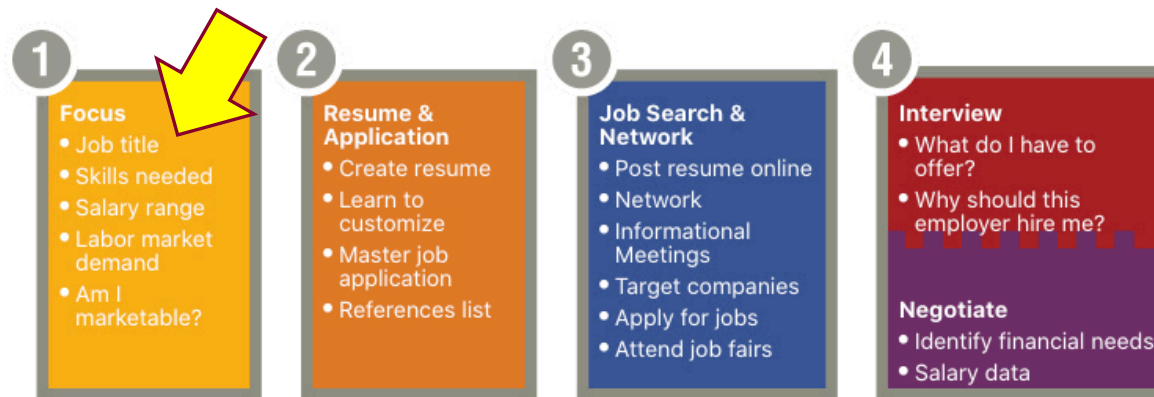 1
Focus
• Job title
• Skills needed
• Salary range
• Labor market
demand
• Am I
marketable?
2
Resume &
Application
• Create resume
• Learn to
customize
• Master job
application
• References list
3
Job Search &
Network
• Post resume online
• Network
• Informational
Meetings
• Target companies
• Apply for jobs
• Attend job fairs
4
Interview
• What do I have to
offer?
• Why should this
employer hire me?
Negotiate
• Identify financial needs
• Salary data